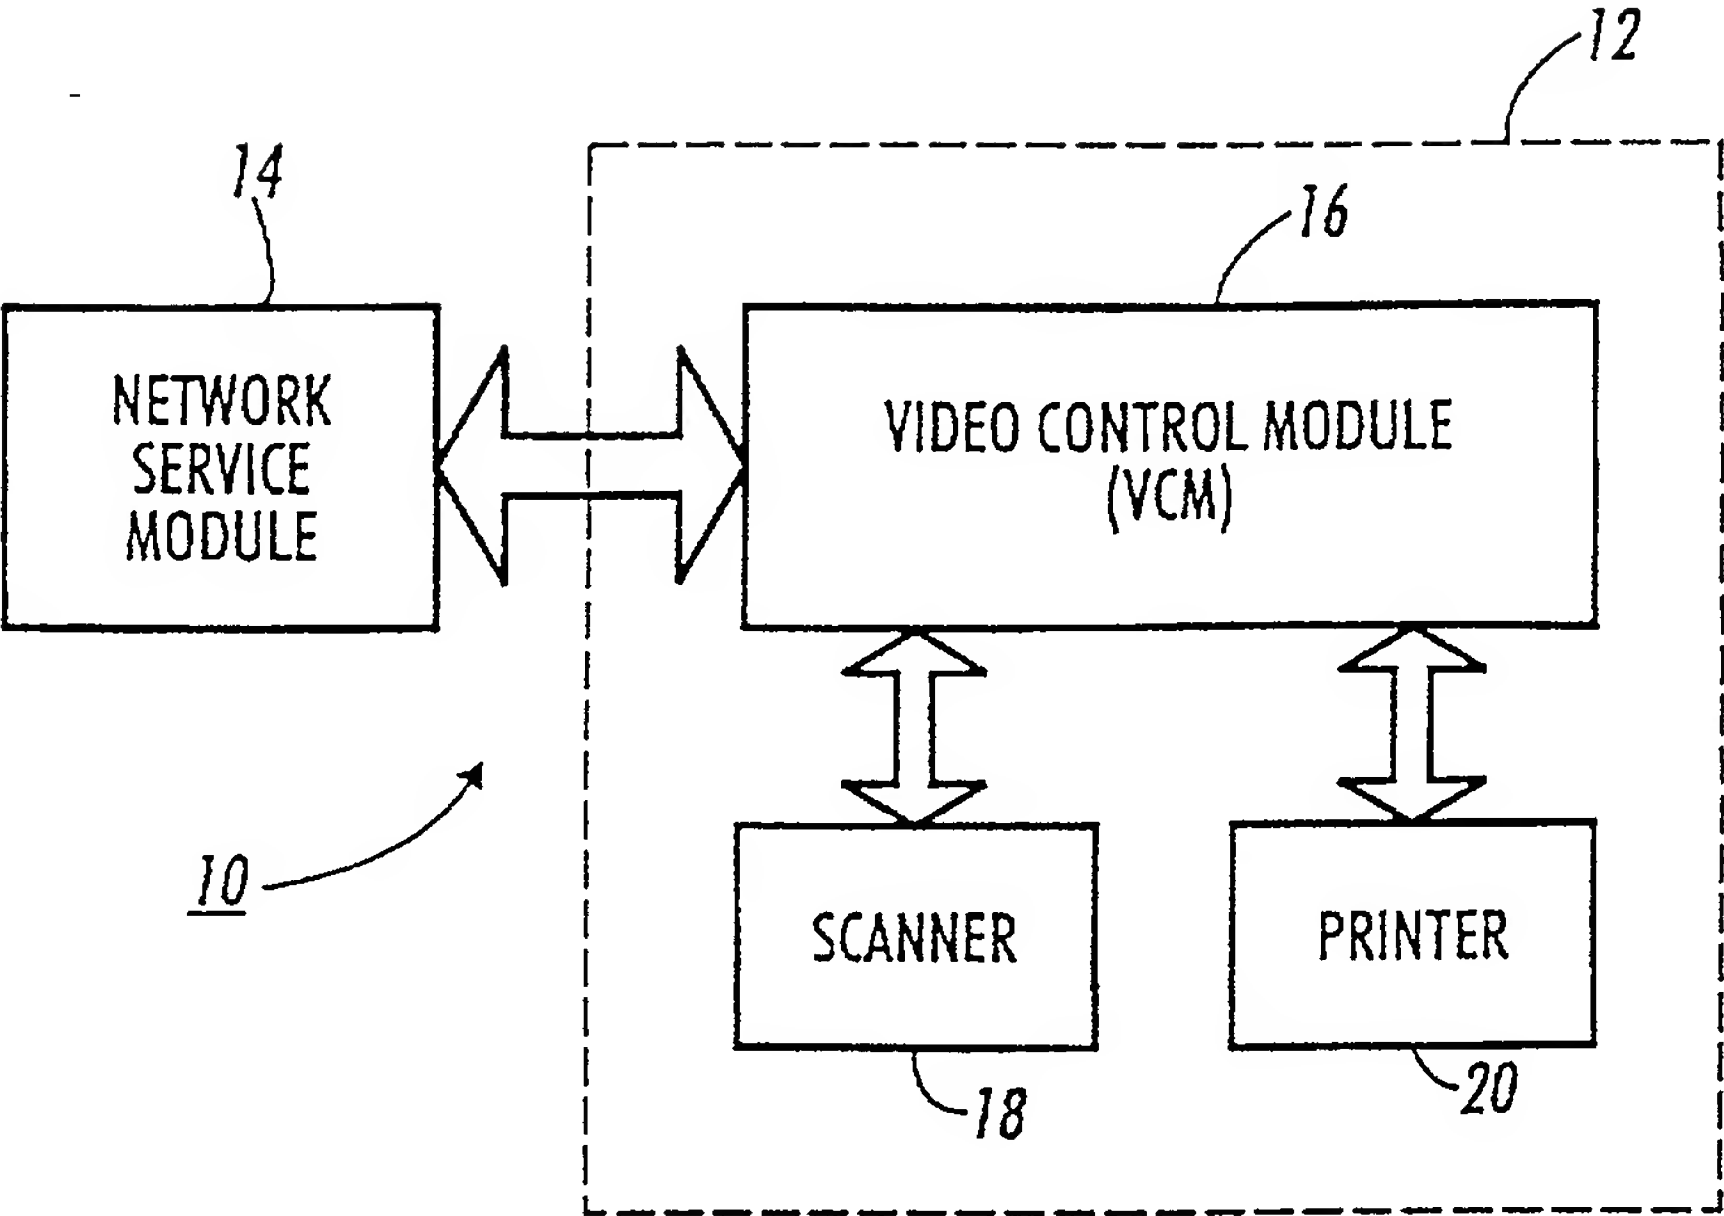 12
14
16
NETWORK
SERVICE
MODULE
VIDEO CONTROL MODULE
(VCM)
10
SCANNER
PRINTER
18
20